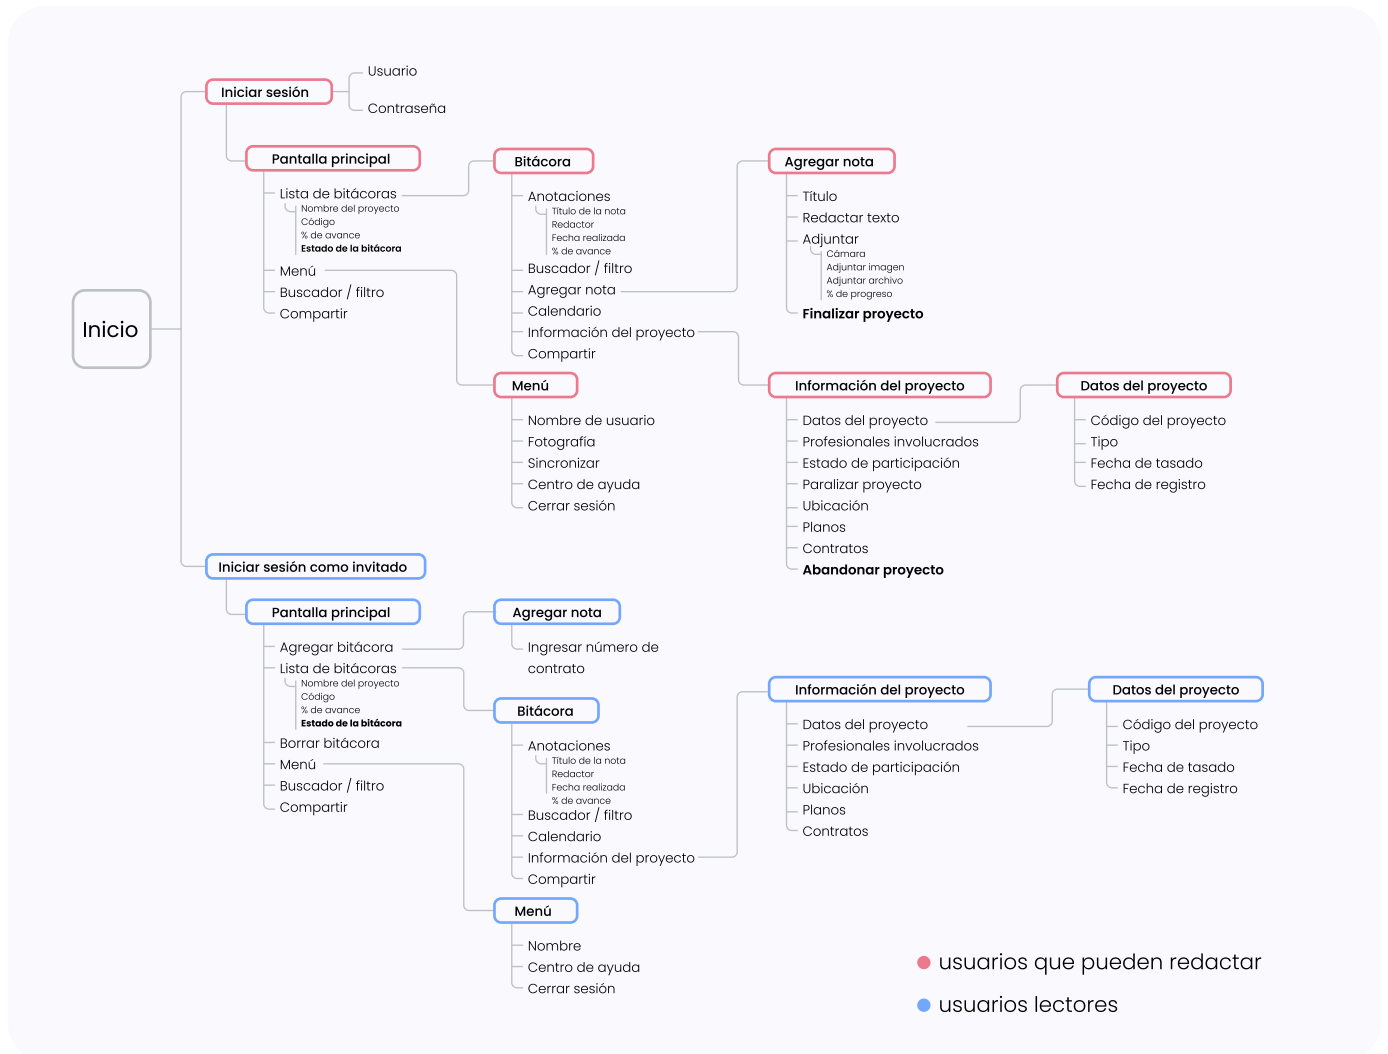 Inicio
Iniciar sesión
Usuario
Contraseña
Pantalla principal
Lista de bitácoras
Nombre del proyecto
Código
% de avance
Estado de la bitácora
Menú
Buscador / filtro
Compartir
Bitácora
Anotaciones
Título de la nota
Redactor
Fecha realizada
% de avance
Buscador / filtro
Agregar nota
Calendario
Información del proyecto
Compartir
Agregar nota
Título
Redactar texto
Adjuntar
Cámara
Adjuntar imagen
Adjuntar archivo
% de progreso
Finalizar proyecto
Menú
Nombre de usuario
Fotografía
Sincronizar
Centro de ayuda
Cerrar sesión
Información del proyecto
Datos del proyecto
Profesionales involucrados
Estado de participación
Paralizar proyecto
Ubicación
Planos
Contratos
Abandonar proyecto
Datos del proyecto
Código del proyecto
Tipo
Fecha de tasado
Fecha de registro
Iniciar sesión como invitado
Pantalla principal
Agregar bitácora
Lista de bitácoras
Nombre del proyecto
Código
% de avance
Estado de la bitácora
Borrar bitácora
Menú
Buscador / filtro
Compartir
Agregar nota
Ingresar número de
contrato
Bitácora
Anotaciones
Título de la nota
Redactor
Fecha realizada
% de avance
Buscador / filtro
Calendario
Información del proyecto
Compartir
Menú
Nombre
Centro de ayuda
Cerrar sesión
Información del proyecto
Datos del proyecto
Profesionales involucrados
Estado de participación
Ubicación
Planos
Contratos
Datos del proyecto
Código del proyecto
Tipo
Fecha de tasado
Fecha de registro
usuarios que pueden redactar
usuarios lectores